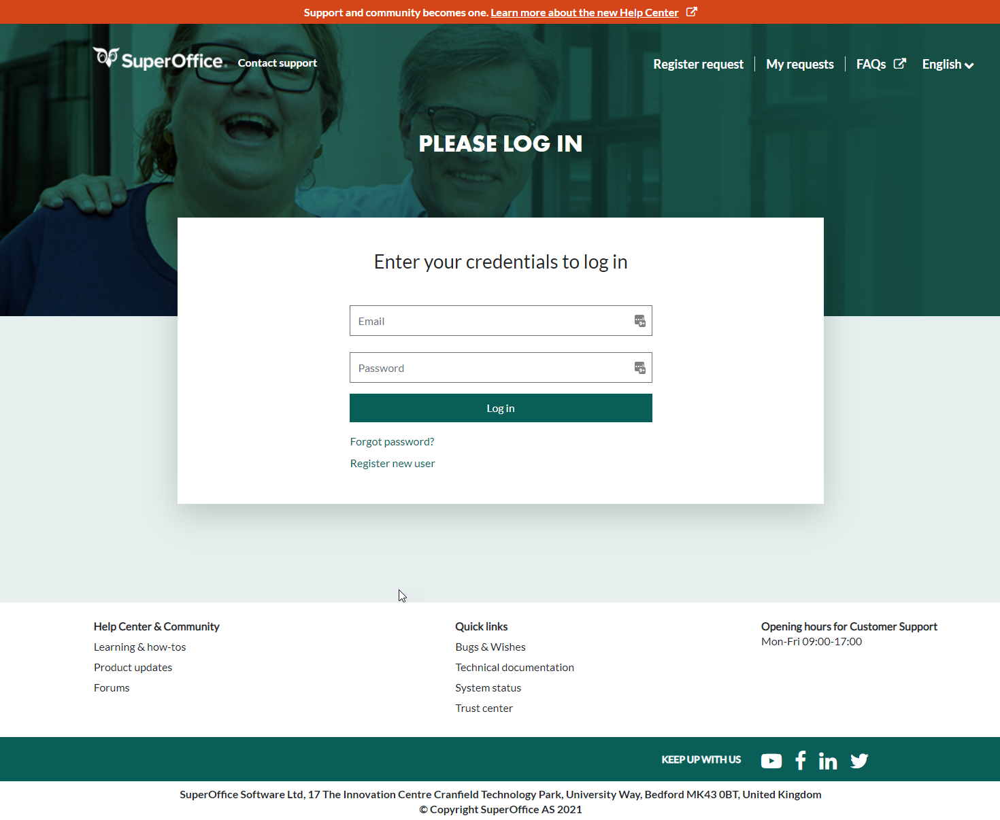 Support and community becomes one. Learn more about the new Help Center
SuperOffice. Contact support
Register request My requests FAQs English
PLEASE LOG IN
Enter your credentials to log in
Email
Password
Log in
Forgot password?
Register new user
Help Center & Community
Learning & how-tos
Product updates
Forums
Quick links
Bugs & Wishes
Technical documentation
System status
Trust center
Opening hours for Customer Support
Mon-Fri 09:00-17:00
KEEP UP WITH US
SuperOffice Software Ltd, 17 The Innovation Centre Cranfield Technology Park, University Way, Bedford MK43 0BT, United Kingdom
© Copyright SuperOffice AS 2021